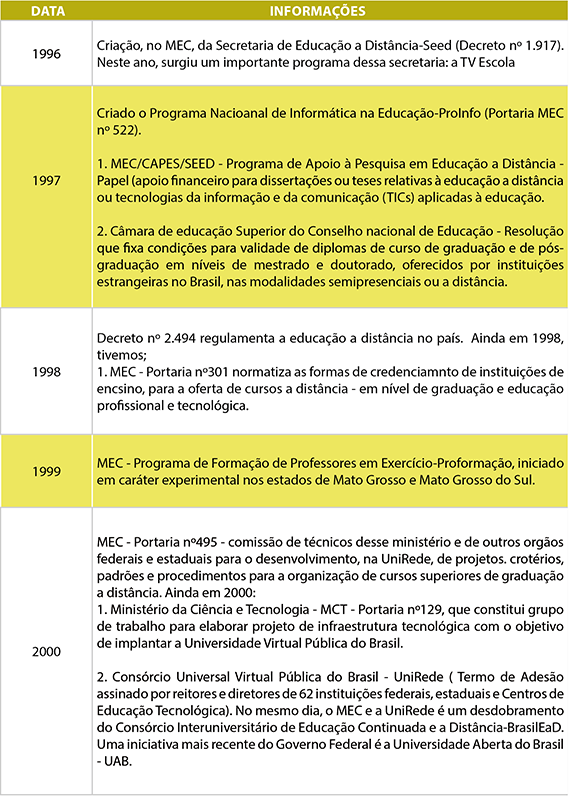 DATA INFORMAÇÕES
1996
Criação, no MEC, da Secretaria de Educação a Distância-Seed (Decreto nº 1.917).
Neste ano, surgiu um importante programa dessa secretaria: a TV Escola
1997
Criado o Programa Nacioanal de Informática na Educação-ProInfo (Portaria MEC
nº 522).
1. MEC/CAPES/SEED - Programa de Apoio à Pesquisa em Educação a Distância -
Papel (apoio financeiro para dissertações ou teses relativas à educação a distância
ou tecnologias da informação e da comunicação (TICs) aplicadas à educação.
2. Câmara de educação Superior do Conselho nacional de Educação - Resolução
que fixa condições para validade de diplomas de curso de graduação e de pós-
graduação em níveis de mestrado e doutorado, oferecidos por instituições
estrangeiras no Brasil, nas modalidades semipresenciais ou a distância.
1998
Decreto nº 2.494 regulamenta a educação a distância no país. Ainda em 1998,
tivemos;
1. MEC - Portaria nº301 normatiza as formas de credenciamnto de instituições de
encsino, para a oferta de cursos a distância - em nível de graduação e educação
profissional e tecnológica.
1999
MEC - Programa de Formação de Professores em Exercício-Proformação, iniciado
em caráter experimental nos estados de Mato Grosso e Mato Grosso do Sul.
2000
MEC - Portaria nº495 - comissão de técnicos desse ministério e de outros orgãos
federais e estaduais para o desenvolvimento, na UniRede, de projetos. crotérios,
padrões e procedimentos para a organização de cursos superiores de graduação
a distância. Ainda em 2000:
1. Ministério da Ciência e Tecnologia - MCT - Portaria nº129, que constitui grupo
de trabalho para elaborar projeto de infraestrutura tecnológica com o objetivo
de implantar a Universidade Virtual Pública do Brasil.
2. Consórcio Universal Virtual Pública do Brasil - UniRede ( Termo de Adesão
assinado por reitores e diretores de 62 instituições federais, estaduais e Centros de
Educação Tecnológica). No mesmo dia, o MEC e a UniRede é um desdobramento
do Consórcio Interuniversitário de Educação Continuada e a Distância-BrasilEaD.
Uma iniciativa mais recente do Governo Federal é a Universidade Aberta do Brasil
- UAB.